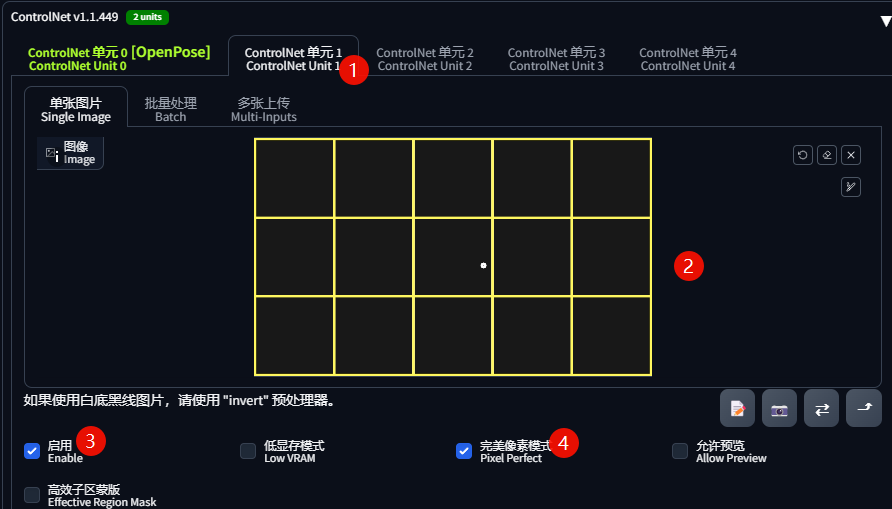 ControlNet v1.1.449 2 units
ControlNet 单元 0 [OpenPose] ControlNet 单元 1 ControlNet 单元 2 ControlNet 单元 3 ControlNet 单元 4
ControlNet Unit 0 ControlNet Unit 1 ControlNet Unit 2 ControlNet Unit 3 ControlNet Unit 4
1
单张图片 批量处理 多张上传
Single Image Batch Multi-Inputs
图像
Image
2
如果使用白底黑线图片，请使用 "invert" 预处理器。
启用 3 低显存模式 完美像素模式 4 允许预览
Enable Low VRAM Pixel Perfect Allow Preview
高效子区蒙版
Effective Region Mask